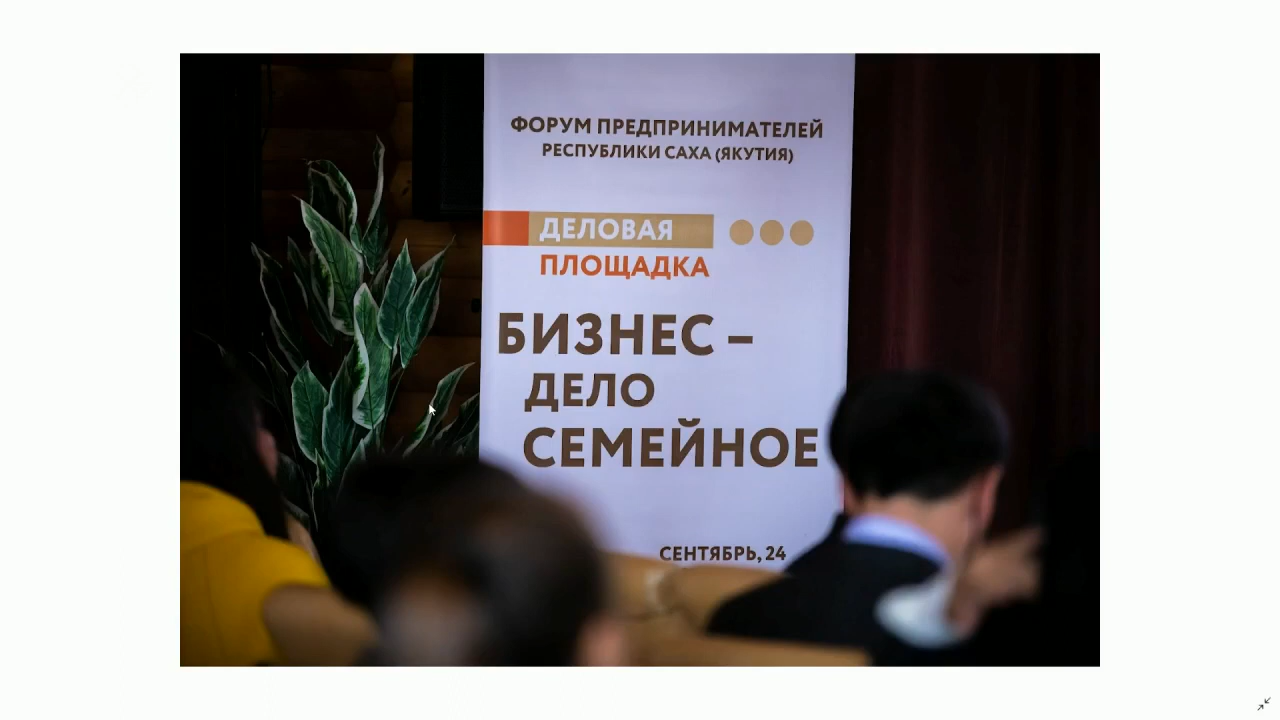 ФОРУМ ПРЕДПРИНИМАТЕЛЕЙ
РЕСПУБЛИКИ САХА (ЯКУТИЯ)
ДЕЛОВАЯ
ПЛОЩАДКА
БИЗНЕС –
ДЕЛО
СЕМЕЙНОЕ
СЕНТЯБРЬ, 24